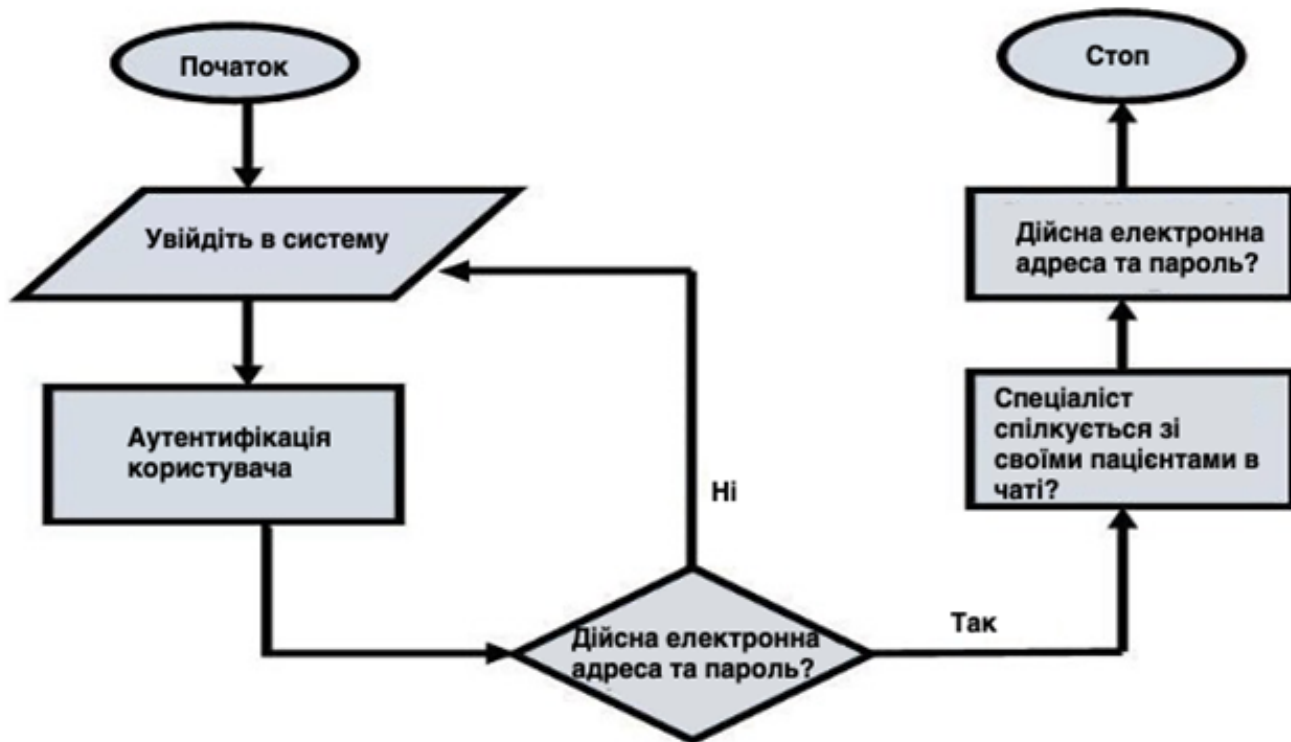 Початок
Увійдіть в систему
Аутентифікація
користувача
Дійсна електронна
адреса та пароль?
Ні
Так
Спеціаліст
спілкується зі
своїми пацієнтами в
чаті?
Дійсна електронна
адреса та пароль?
Стоп